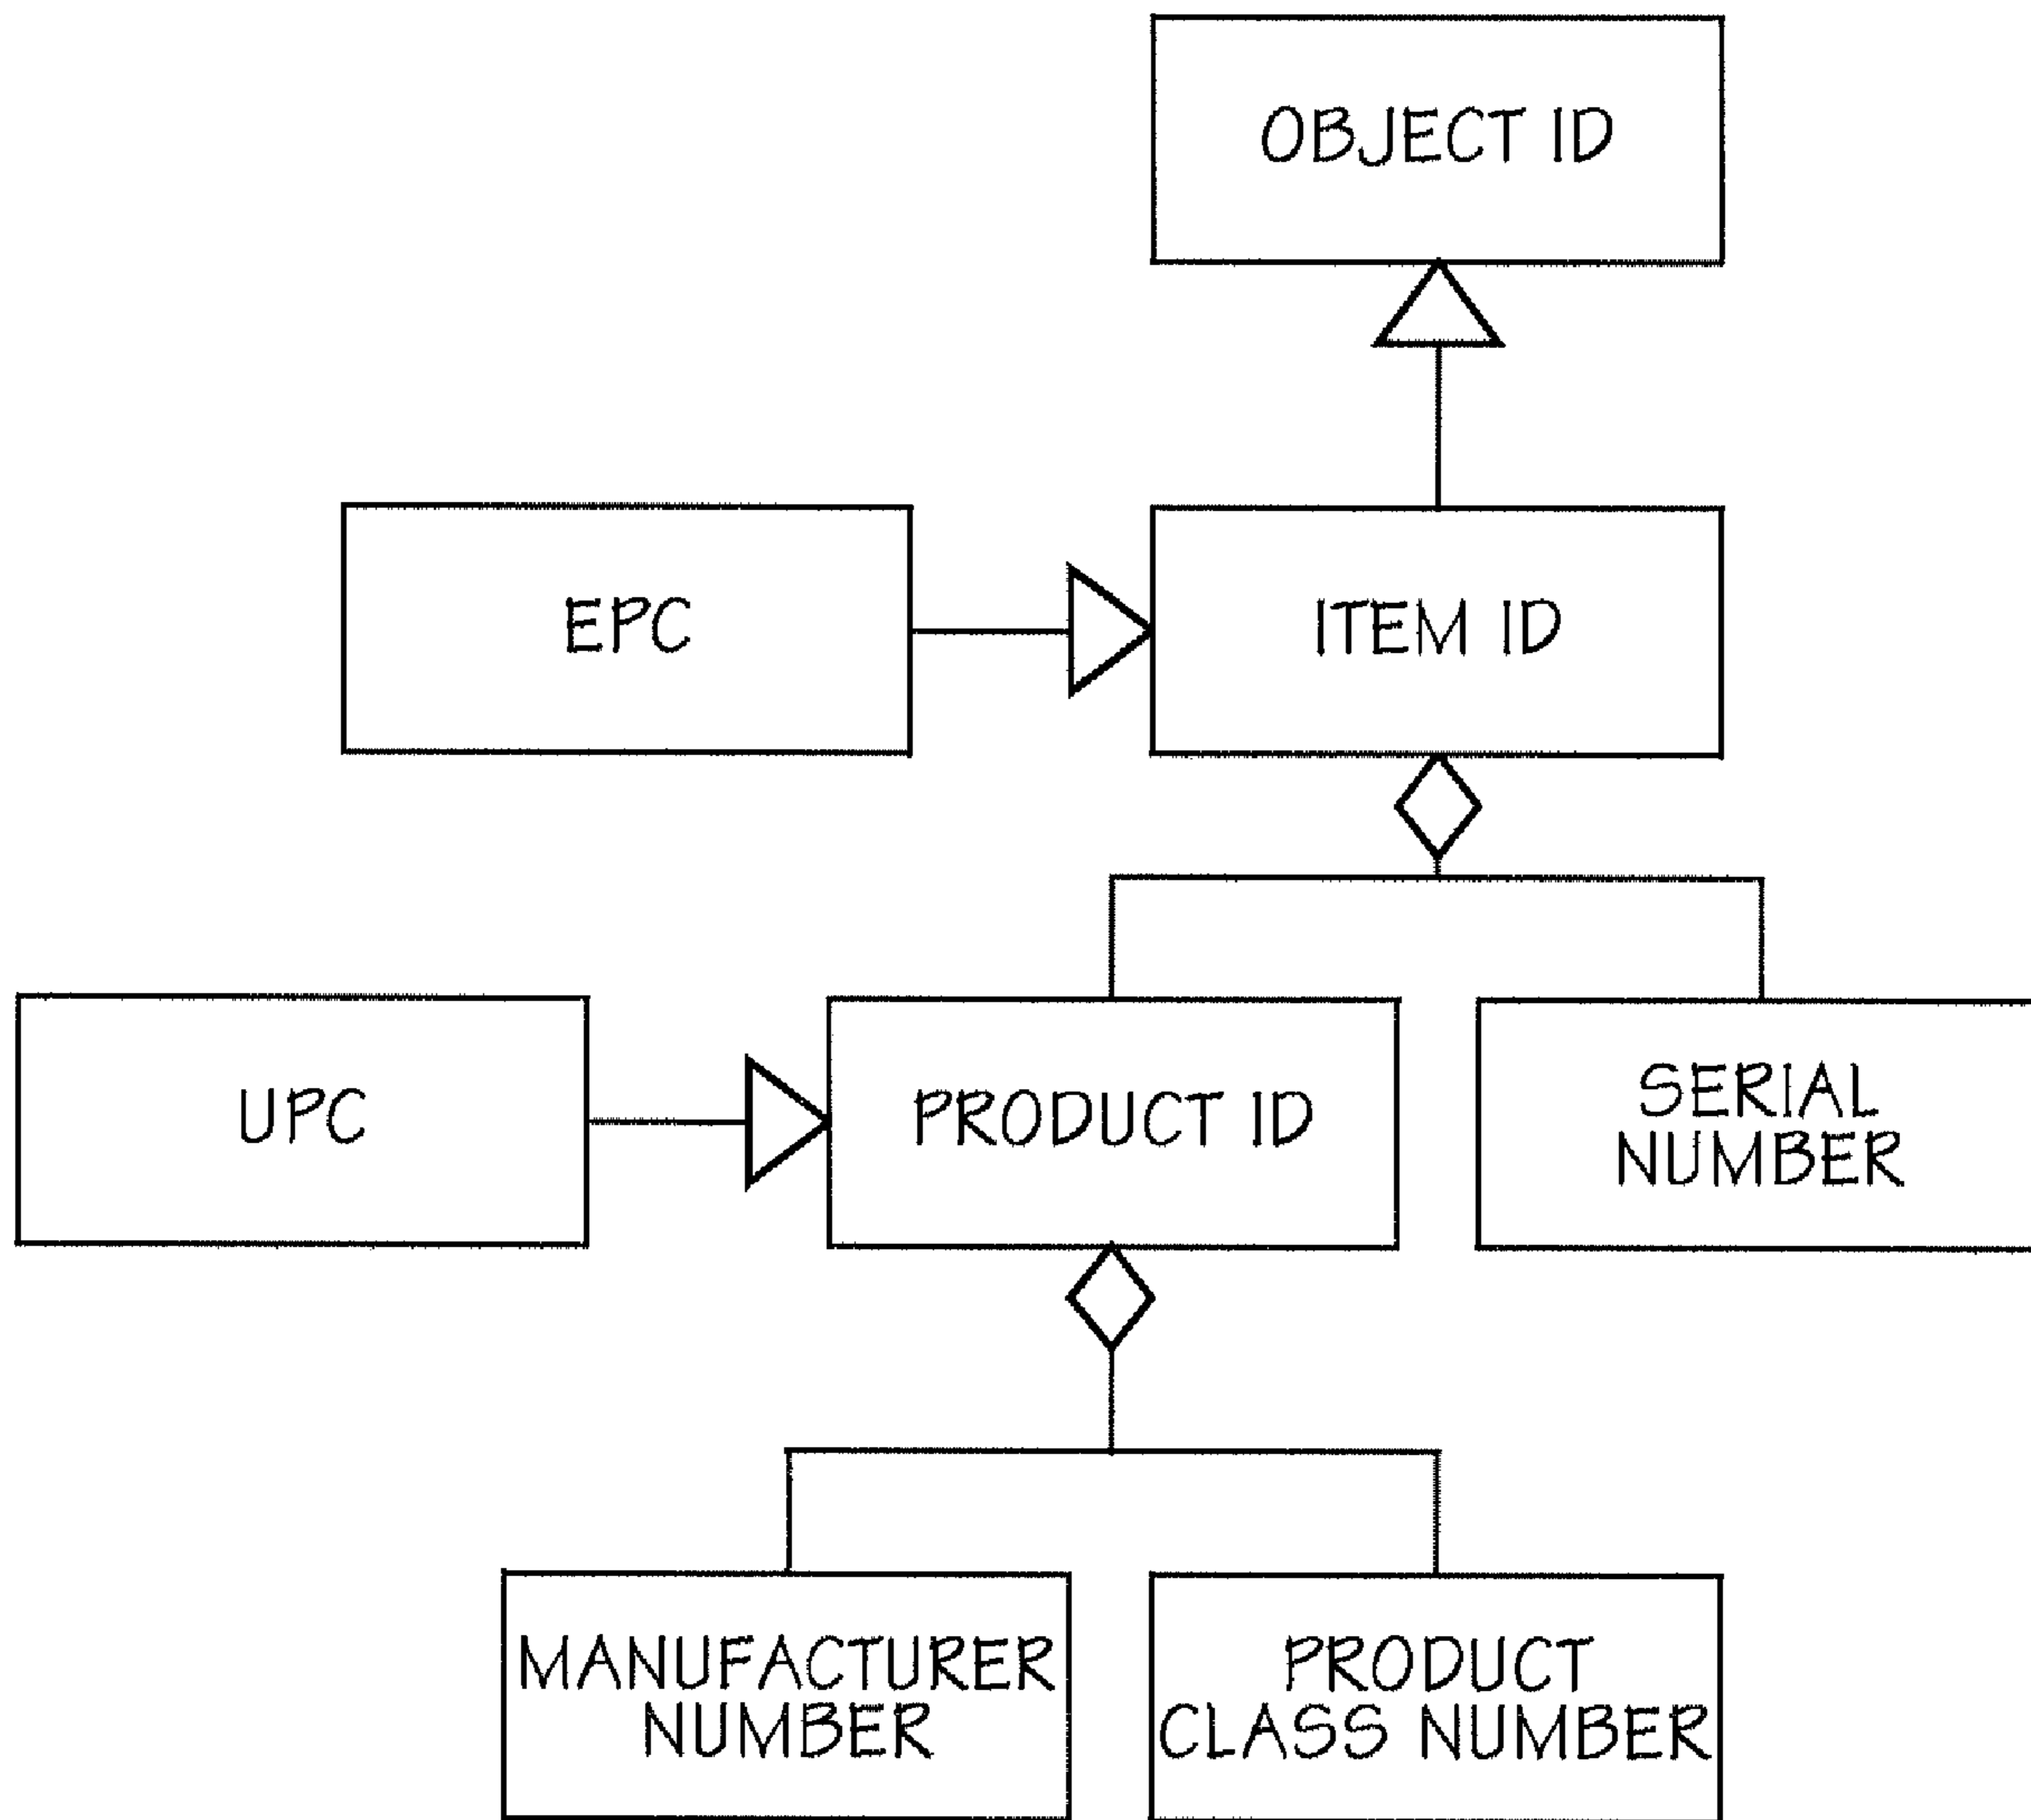 OBJECT ID
EPC
ITEM ID
UPC
PRODUCT ID
SERIAL
NUMBER
MANUFACTURER
NUMBER
PRODUCT
CLASS NUMBER